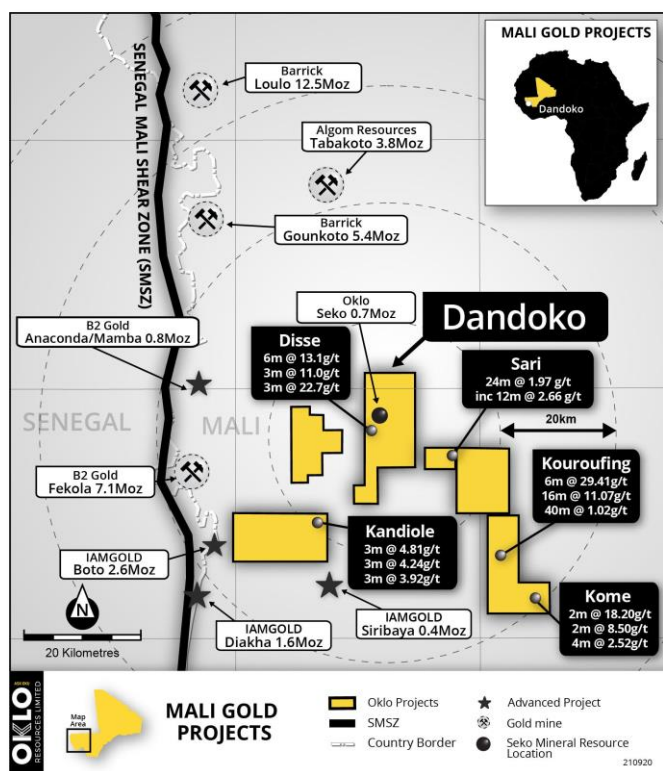 SENEGAL MALI SHEAR ZONE (SMSZ)
Barrick
Loulo 12.5Moz
Algom Resources
Tabakoto 3.8Moz
Barrick
Gounkoto 5.4Moz
MALI GOLD PROJECTS
Dandoko
B2 Gold
Anaconda/Mamba 0.8Moz
Oklo
Seko 0.7Moz
Dandoko
Disse
6m @ 13.1g/t
3m @ 11.0g/t
3m @ 22.7g/t
Sari
24m @ 1.97 g/t
inc 12m @ 2.66 g/t
20km
SENEGAL
MALI
B2 Gold
Fekola 7.1Moz
Kouroufing
6m @ 29.41g/t
16m @ 11.07g/t
40m @ 1.02g/t
Kandiole
3m @ 4.81g/t
3m @ 4.24g/t
3m @ 3.92g/t
IAMGOLD
Boto 2.6Moz
Kome
2m @ 18.20g/t
2m @ 8.50g/t
4m @ 2.52g/t
N
IAMGOLD
Diakha 1.6Moz
IAMGOLD
Siribaya 0.4Moz
20 Kilometres
OKLO
RESOURCES LIMITED
Map
Area
MALI GOLD
PROJECTS
Oklo Projects
SMSZ
Country Border
Advanced Project
Gold mine
Seko Mineral Resource
Location
210920